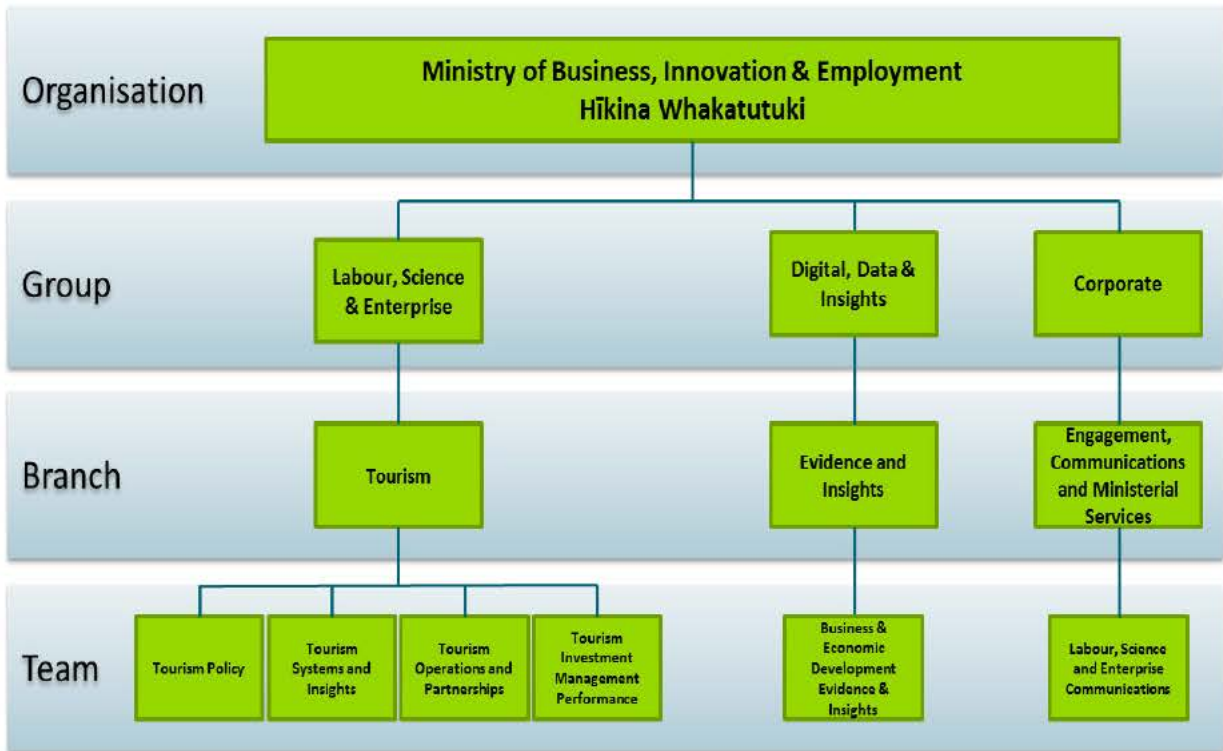 Organisation
Ministry of Business, Innovation & Employment
Hīkina Whakatutuki
Group
Labour, Science
& Enterprise
Digital, Data &
Insights
Corporate
Branch
Tourism
Evidence and
Insights
Engagement,
Communications
and Ministerial
Services
Team
Tourism Policy
Tourism
Systems and
Insights
Tourism
Operations and
Partnerships
Tourism
Investment
Management
Performance
Business &
Economic
Development
Evidence &
Insights
Labour, Science
and Enterprise
Communications